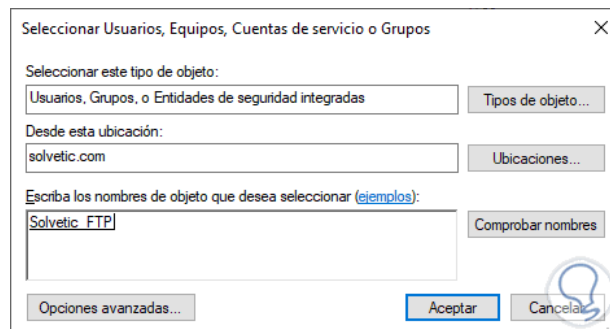 Seleccionar Usuarios, Equipos, Cuentas de servicio o Grupos
Seleccionar este tipo de objeto:
Usuarios, Grupos, o Entidades de seguridad integradas
Tipos de objeto...
Desde esta ubicación:
solvetic.com
Ubicaciones...
Escriba los nombres de objeto que desea seleccionar (ejemplos):
Solvetic_FTP
Comprobar nombres
Opciones avanzadas...
Aceptar
Cancelar